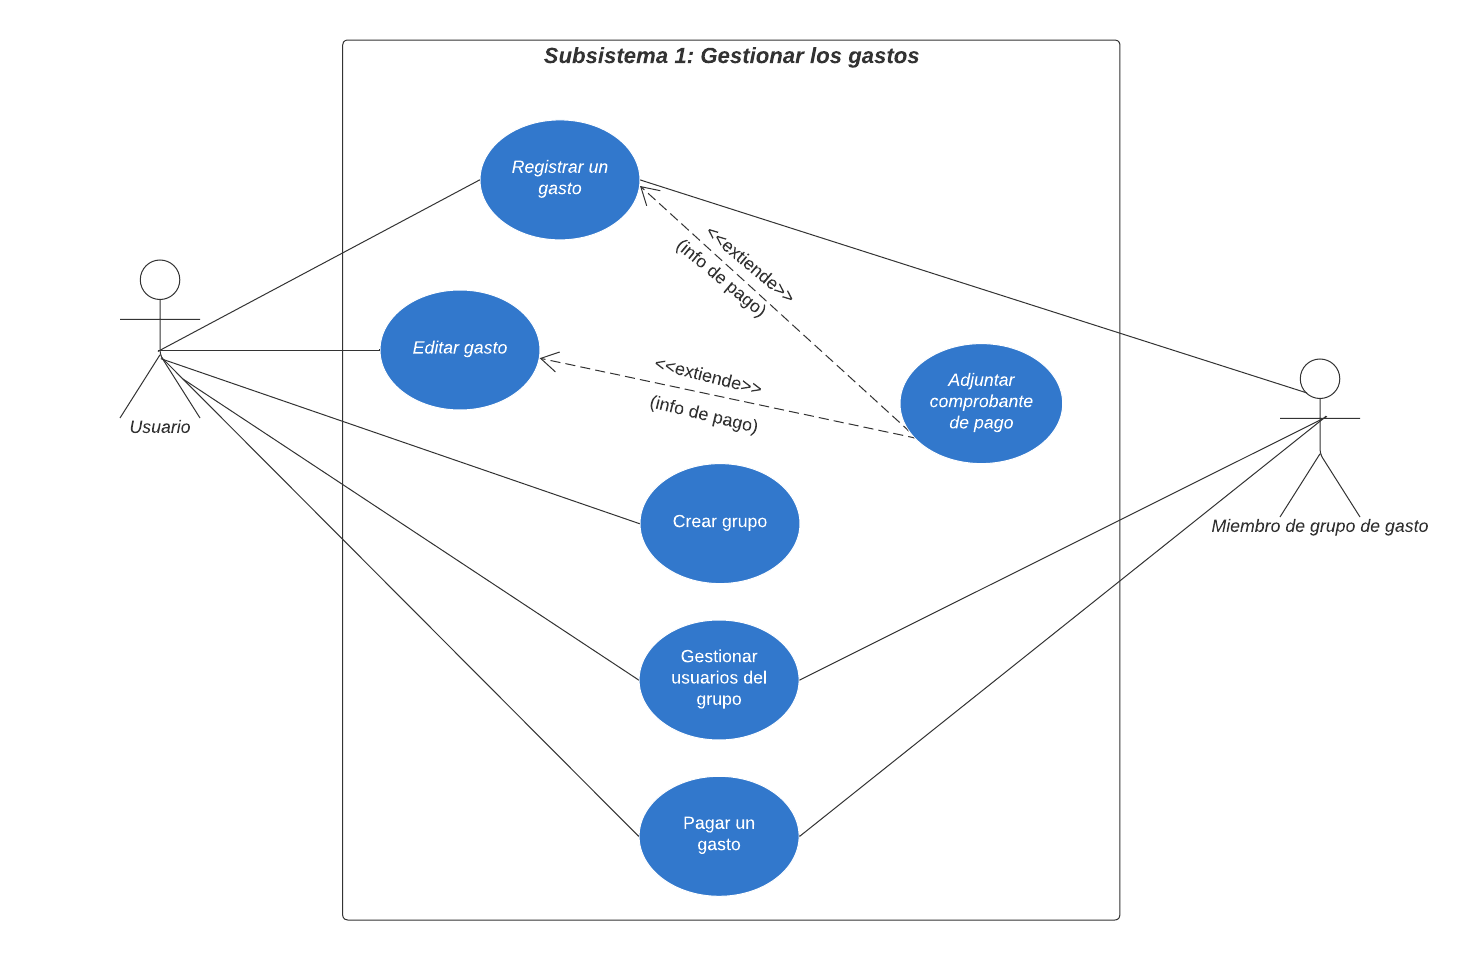 Subsistema 1: Gestionar los gastos
Registrar un
gasto
<<extiende>>
(info de pago)
Editar gasto
<<extiende>>
(info de pago)
Adjuntar
comprobante
de pago
Usuario
Crear grupo
Miembro de grupo de gasto
Gestionar
usuarios del
grupo
Pagar un
gasto